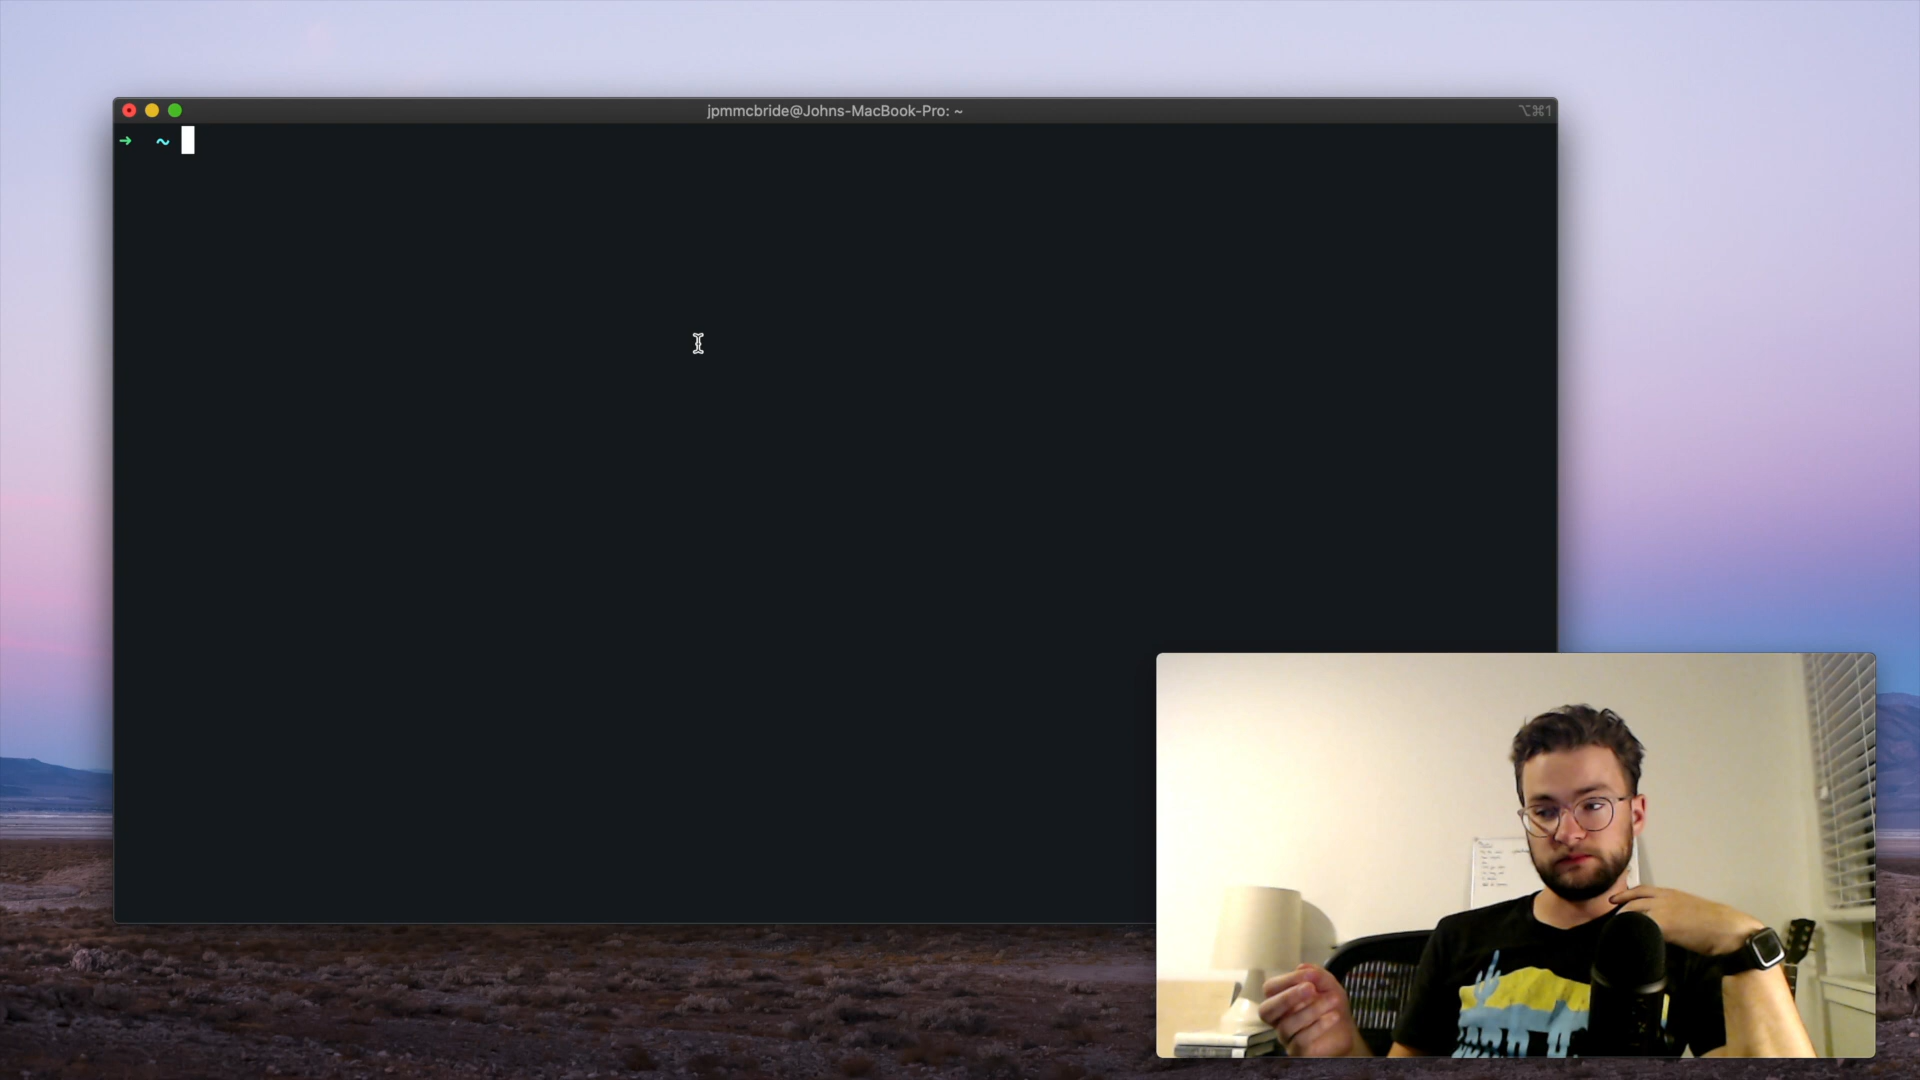 jpmmcbride@Johns-MacBook-Pro: ~
⌥⌘1
➜ ~